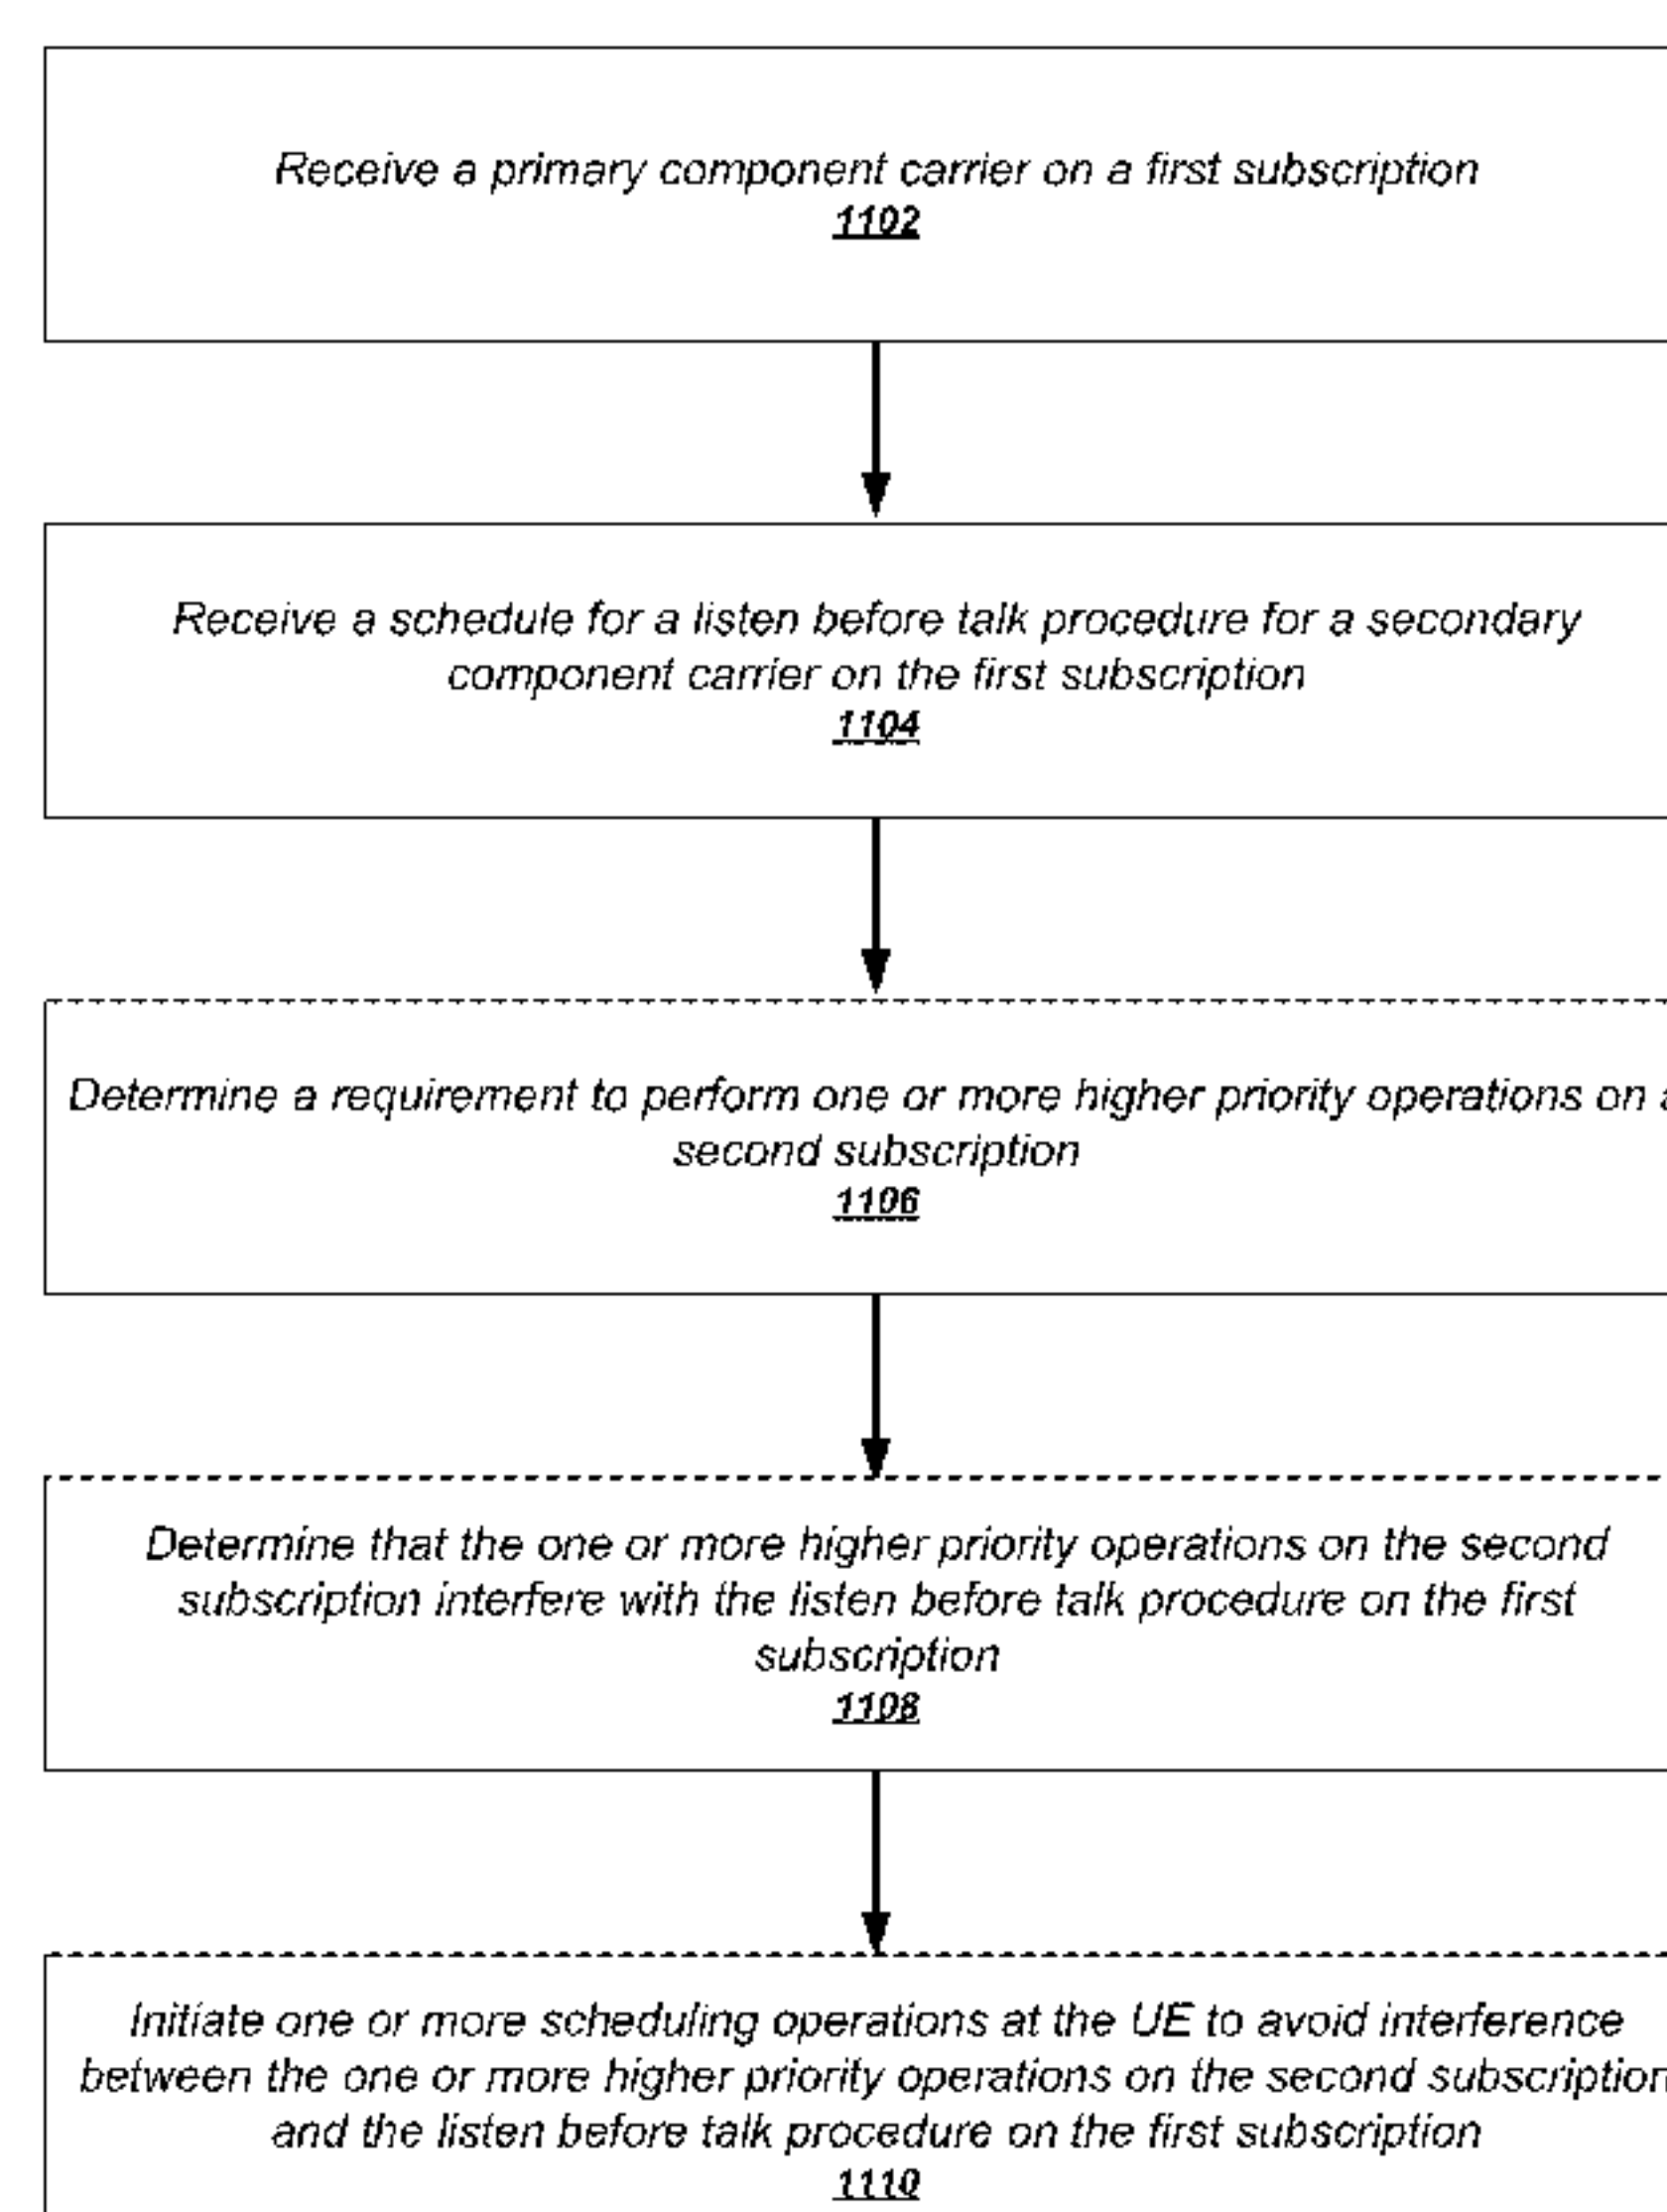 Receive a primary component carrier on a first subscription
1102
Receive a schedule for a listen before talk procedure for a secondary
component carrier on the first subscription
1104
Determine a requirement to perform one or more higher priority operations on a
second subscription
1106
Determine that the one or more higher priority operations on the second
subscription interfere with the listen before talk procedure on the first
subscription
1108
Initiate one or more scheduling operations at the UE to avoid interference
between the one or more higher priority operations on the second subscription
and the listen before talk procedure on the first subscription
1110